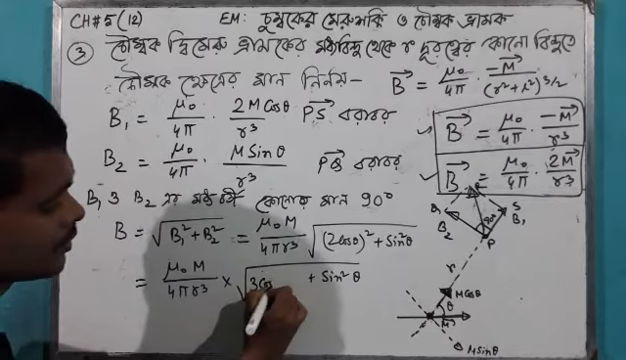 CH#5(12) EM: চুম্বকের মেরুশক্তি ও চৌম্বক ভ্রামক
③ চৌম্বক দ্বিমেরু ভ্রামকের মধ্যবিন্দু থেকে r দূরত্বের কোনো বিন্দুতে
চৌম্বক ক্ষেত্রের মান নির্ণয় – B⃗ = μ₀/4π · M⃗/(r²+l²)^3/2
B₁ = μ₀/4π · 2M cosθ/r³ PS⃗ বরাবর
B⃗ = μ₀/4π · -M⃗/r³
B₂ = μ₀/4π · M Sinθ/r³ PQ⃗ বরাবর
B⃗ = μ₀/4π · 2M⃗/r³
B₁ ও B₂ এর মধ্যবর্তী কোনের মান 90°
B = √(B₁²+B₂²) = μ₀M/4πr³ √((2cosθ)²+Sin²θ)
= μ₀M/4πr³ × √(3cos + Sin²θ)
S
B₁
B₂
P
r
M cosθ
θ
M⃗
M Sinθ